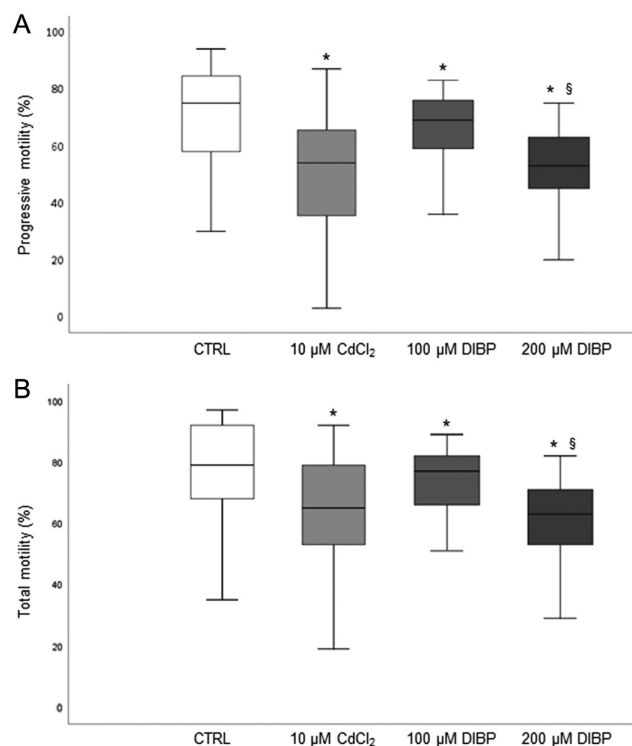 A
100
80
60
40
20
0
Progressive motility (%)
* * * §
CTRL 10 µM CdCl₂ 100 µM DIBP 200 µM DIBP
B
100
80
60
40
20
0
Total motility (%)
* * * §
CTRL 10 µM CdCl₂ 100 µM DIBP 200 µM DIBP